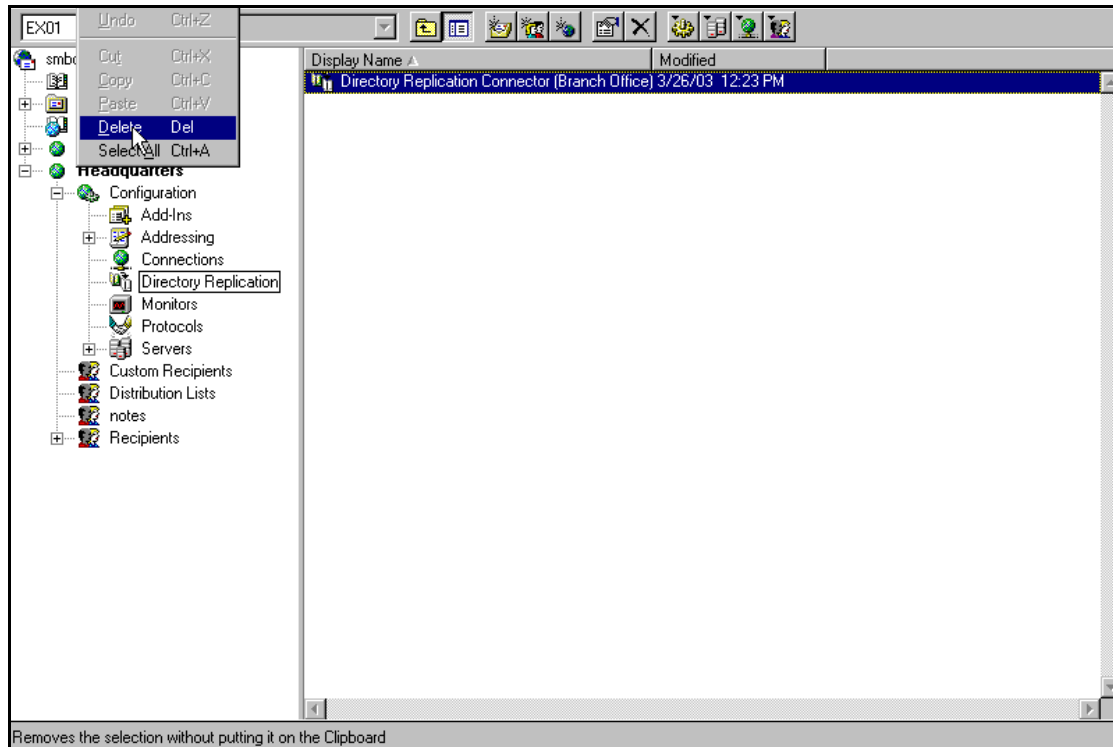 EX01
Undo Ctrl+Z
Cut Ctrl+X
Copy Ctrl+C
Paste Ctrl+V
Delete Del
Select All Ctrl+A
Display Name Modified
Directory Replication Connector (Branch Office) 3/26/03 12:23 PM
Headquarters
Configuration
Add-Ins
Addressing
Connections
Directory Replication
Monitors
Protocols
Servers
Custom Recipients
Distribution Lists
notes
Recipients
Removes the selection without putting it on the Clipboard